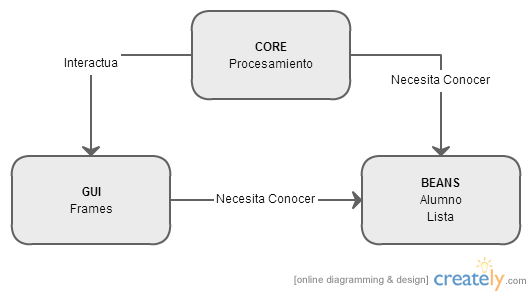 CORE
Procesamiento
Interactua
Necesita Conocer
GUI
Frames
Necesita Conocer
BEANS
Alumno
Lista
[online diagramming & design] creately.com